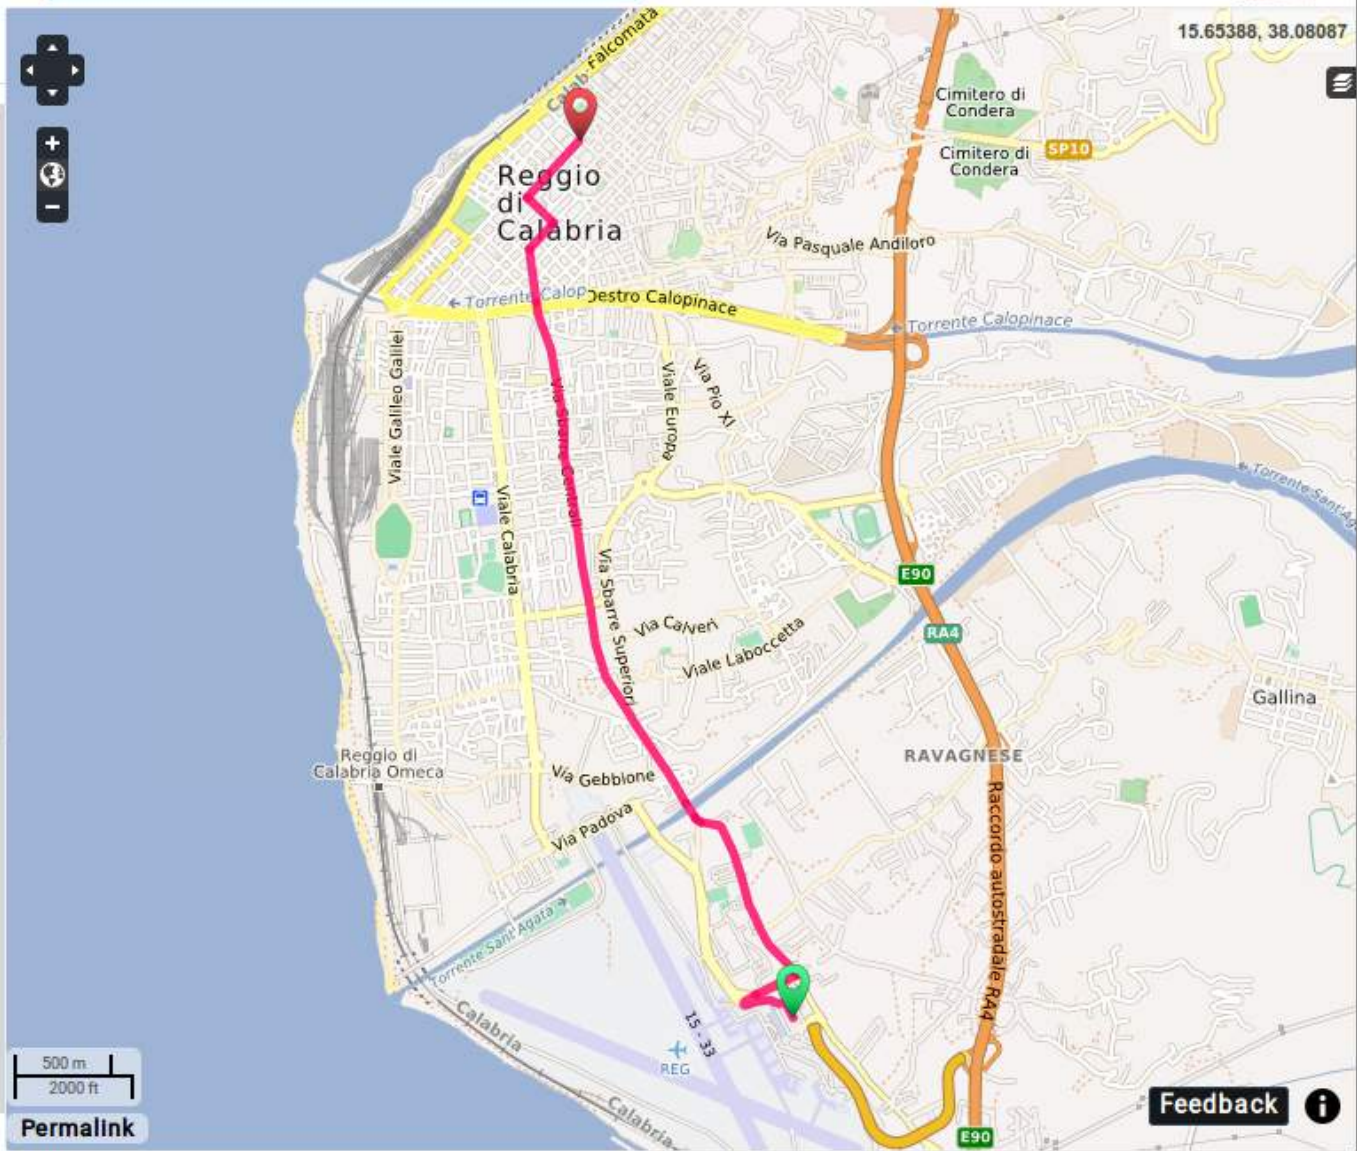 15.65388, 38.08087
Calab
Falcomatà
Cimitero di
Condera
SP10
Cimitero di
Condera
Reggio
di
Calabria
Via Pasquale Andiloro
← Torrente Calop
Destro Calopinace
← Torrente Calopinace
Viale Galileo Galilei
Via Sbarre Centrali
Viale Europa
Via Pio XI
← Torrente Sant'Ag
Viale Calabria
Via Sbarre Superiori
E90
Via Calveri
RA4
Viale Laboccetta
Gallina
Reggio di
Calabria Omeca
RAVAGNESE
Via Gebbione
Via Padova
Raccordo autostradale RA4
Torrente Sant'Agata →
Calabria
15 - 33
REG
Calabria
500 m
2000 ft
Permalink
Feedback
i
E90